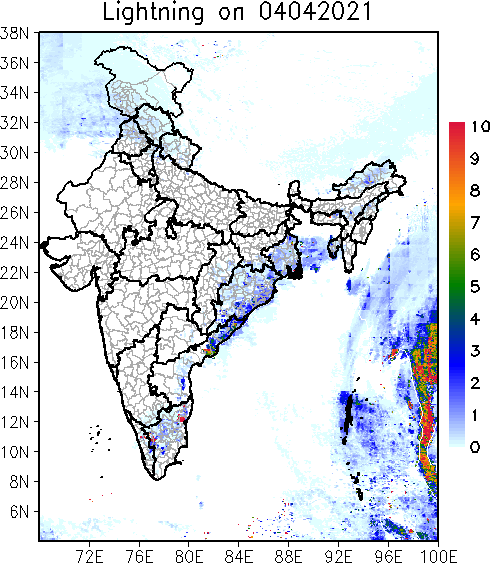 Lightning on 04042021
38N
36N
34N
32N
30N
28N
26N
24N
22N
20N
18N
16N
14N
12N
10N
8N
6N
72E 76E 80E 84E 88E 92E 96E 100E
10
9
8
7
6
5
4
3
2
1
0